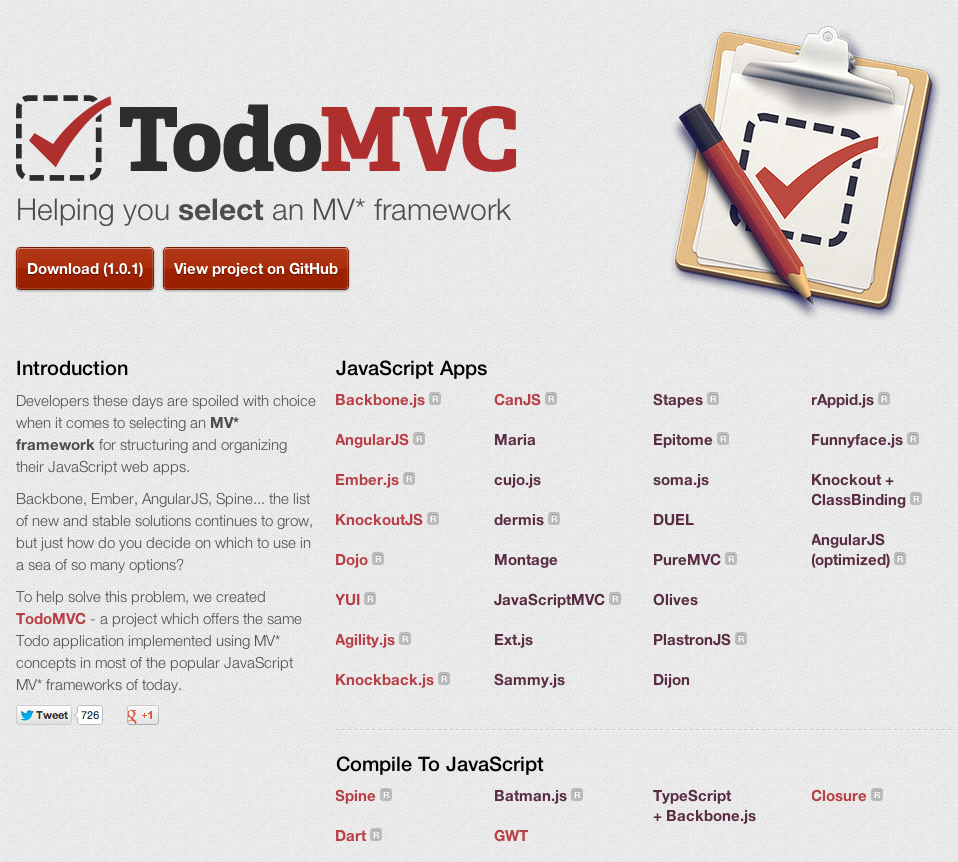 TodoMVC
Helping you select an MV* framework
Download (1.0.1)
View project on GitHub
Introduction
Developers these days are spoiled with choice
when it comes to selecting an MV*
framework for structuring and organizing
their JavaScript web apps.
Backbone, Ember, AngularJS, Spine... the list
of new and stable solutions continues to grow,
but just how do you decide on which to use in
a sea of so many options?
To help solve this problem, we created
TodoMVC - a project which offers the same
Todo application implemented using MV*
concepts in most of the popular JavaScript
MV* frameworks of today.
Tweet 726 g +1
JavaScript Apps
Backbone.js R
AngularJS R
Ember.js R
KnockoutJS R
Dojo R
YUI R
Agility.js R
Knockback.js R
CanJS R
Maria
cujo.js
dermis R
Montage
JavaScriptMVC R
Ext.js
Sammy.js
Stapes R
Epitome R
soma.js
DUEL
PureMVC R
Olives
PlastronJS R
Dijon
rAppid.js R
Funnyface.js R
Knockout +
ClassBinding R
AngularJS
(optimized) R
Compile To JavaScript
Spine R
Dart R
Batman.js R
GWT
TypeScript
+ Backbone.js
Closure R